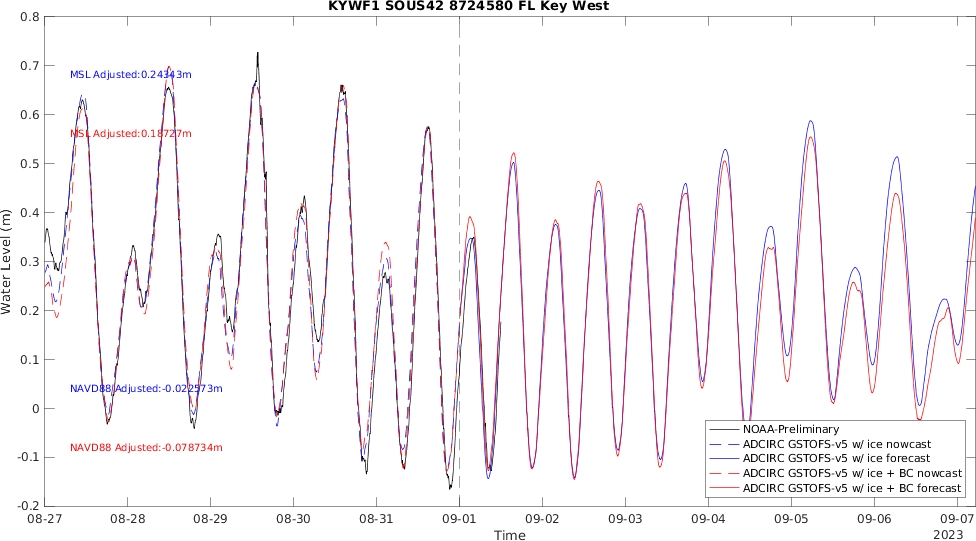 KYWF1 SOUS42 8724580 FL Key West
0.8
0.7
0.6
0.5
0.4
0.3
0.2
0.1
0
-0.1
-0.2
Water Level (m)
MSL Adjusted:0.24343m
MSL Adjusted:0.18727m
NAVD88 Adjusted:-0.022573m
NAVD88 Adjusted:-0.078734m
NOAA-Preliminary
ADCIRC GSTOFS-v5 w/ ice nowcast
ADCIRC GSTOFS-v5 w/ ice forecast
ADCIRC GSTOFS-v5 w/ ice + BC nowcast
ADCIRC GSTOFS-v5 w/ ice + BC forecast
08-27 08-28 08-29 08-30 08-31 09-01 09-02 09-03 09-04 09-05 09-06 09-07
Time
2023